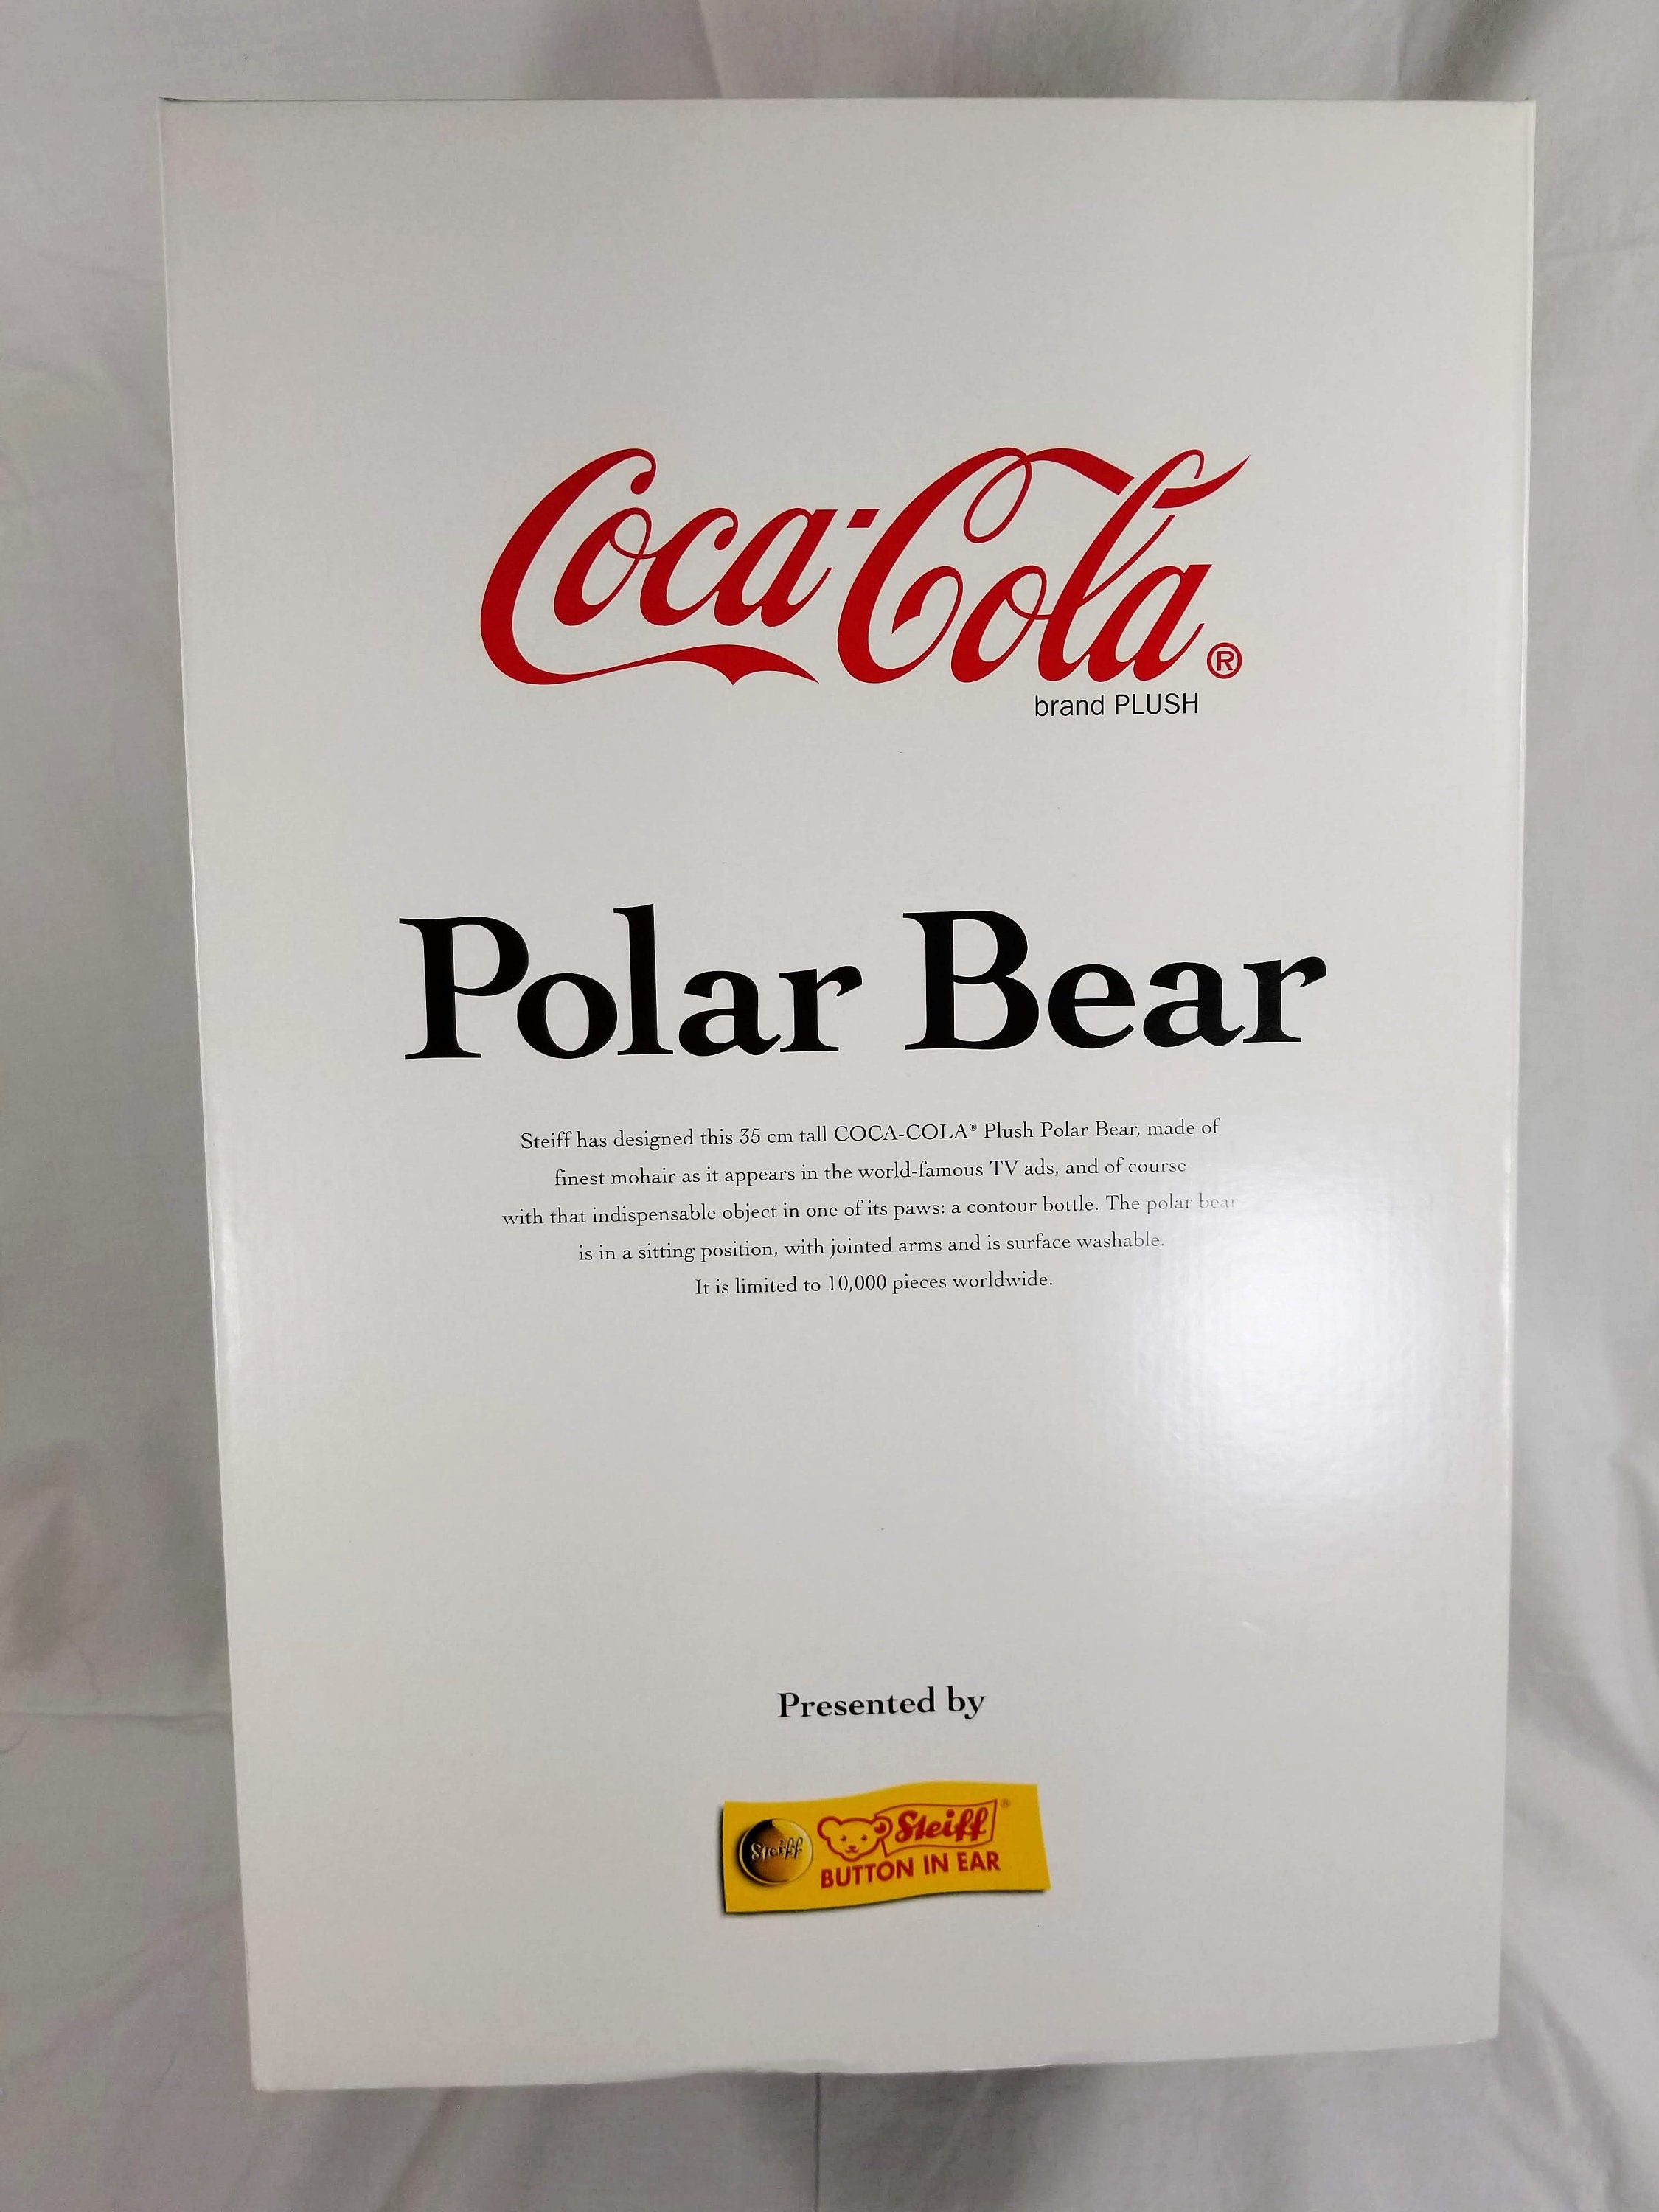 Coca-Cola®
brand PLUSH
Polar Bear
Steiff has designed this 35 cm tall COCA-COLA® Plush Polar Bear, made of
finest mohair as it appears in the world-famous TV ads, and of course
with that indispensable object in one of its paws: a contour bottle. The polar bear
is in a sitting position, with jointed arms and is surface washable.
It is limited to 10,000 pieces worldwide.
Presented by
Steiff
Steiff®
BUTTON IN EAR